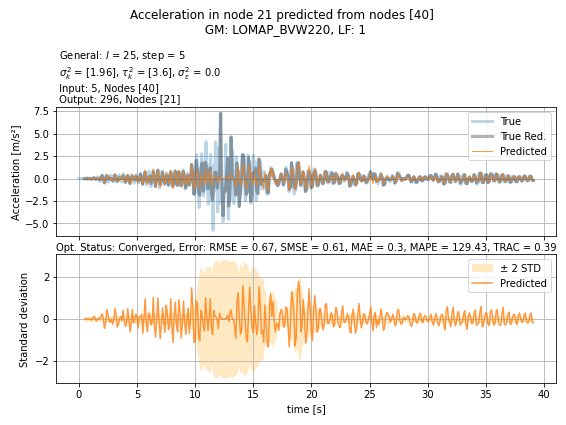 Acceleration in node 21 predicted from nodes [40]
GM: LOMAP_BVW220, LF: 1
General: l = 25, step = 5
σ²ₖ = [1.96], τ²ₖ = [3.6], σ²ε = 0.0
Input: 5, Nodes [40]
Output: 296, Nodes [21]
Acceleration [m/s²]
7.5
5.0
2.5
0.0
−2.5
−5.0
True
True Red.
Predicted
Opt. Status: Converged, Error: RMSE = 0.67, SMSE = 0.61, MAE = 0.3, MAPE = 129.43, TRAC = 0.39
Standard deviation
2
0
−2
± 2 STD
Predicted
0 5 10 15 20 25 30 35 40
time [s]